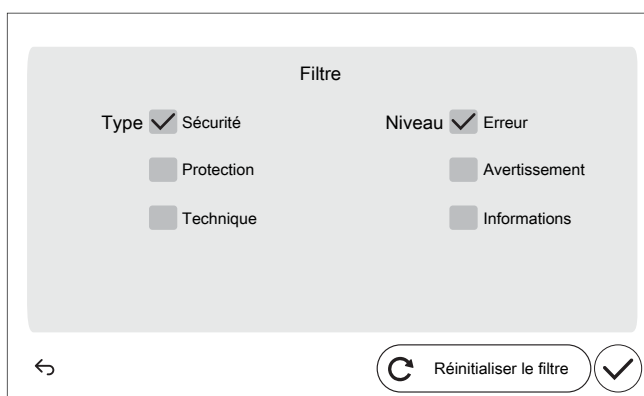 Filtre
Type Sécurité Niveau Erreur
Protection Avertissement
Technique Informations
Réinitialiser le filtre